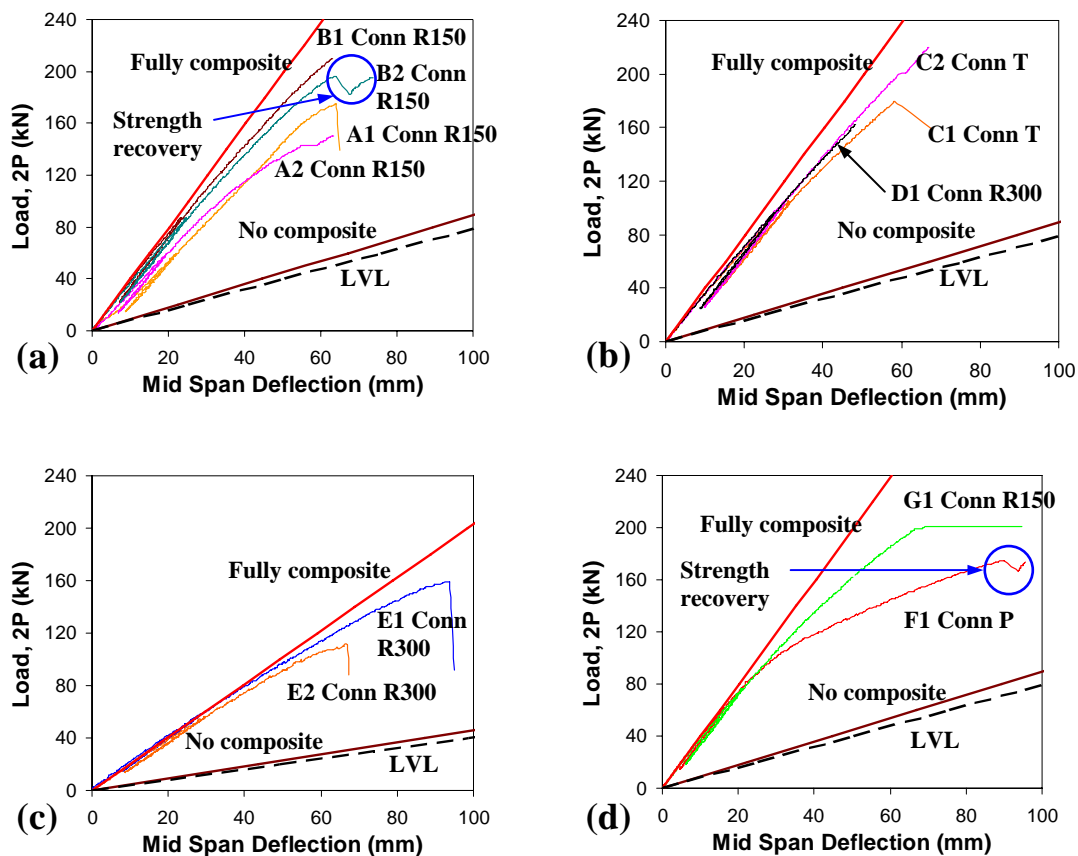 240
200
160
120
80
40
0
Load, 2P (kN)
B1 Conn R150
Fully composite
B2 Conn
R150
Strength
recovery
A1 Conn R150
A2 Conn R150
No composite
LVL
0 20 40 60 80 100
Mid Span Deflection (mm)
(a)
240
200
160
120
80
40
0
Load, 2P (kN)
Fully composite
C2 Conn T
C1 Conn T
D1 Conn R300
No composite
LVL
0 20 40 60 80 100
Mid Span Deflection (mm)
(b)
240
200
160
120
80
40
0
Load, 2P (kN)
Fully composite
E1 Conn
R300
E2 Conn R300
No composite
LVL
0 20 40 60 80 100
Mid Span Deflection (mm)
(c)
240
200
160
120
80
40
0
Load, 2P (kN)
G1 Conn R150
Fully composite
Strength
recovery
F1 Conn P
No composite
LVL
0 20 40 60 80 100
Mid Span Deflection (mm)
(d)